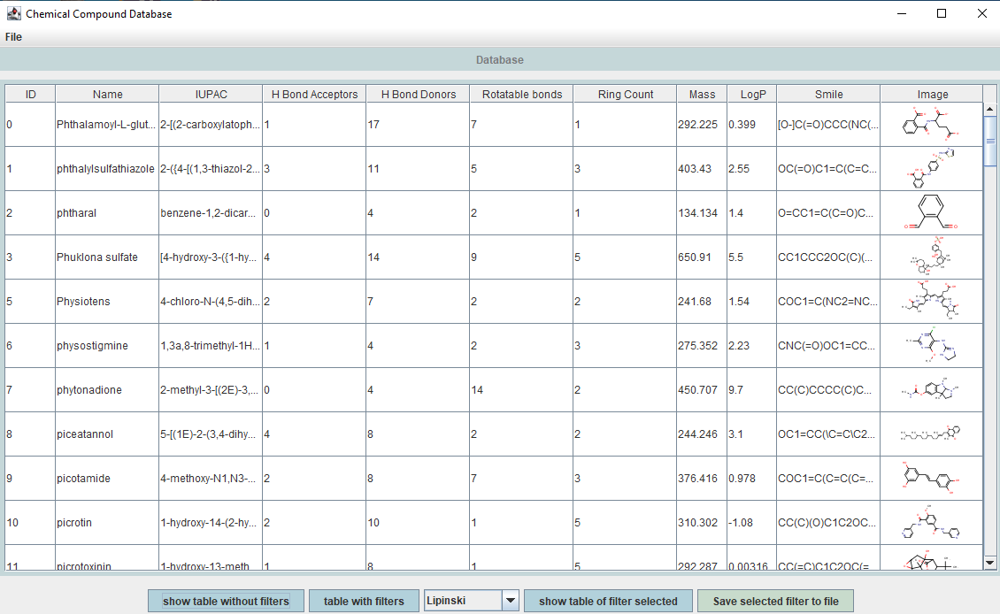 Chemical Compound Database
File
Database
ID Name IUPAC H Bond Acceptors H Bond Donors Rotatable bonds Ring Count Mass LogP Smile Image
0 Phthalamoyl-L-glut... 2-[(2-carboxylatoph... 1 17 7 1 292.225 0.399 [O-]C(=O)CCC(NC(...
1 phthalylsulfathiazole 2-({4-[(1,3-thiazol-2... 3 11 5 3 403.43 2.55 OC(=O)C1=C(C=C...
2 phtharal benzene-1,2-dicar... 0 4 2 1 134.134 1.4 O=CC1=C(C=O)C...
3 Phuklona sulfate [4-hydroxy-3-({1-hy... 4 14 9 5 650.91 5.5 CC1CCC2OC(C)(...
5 Physiotens 4-chloro-N-(4,5-dih... 2 7 2 2 241.68 1.54 COC1=C(NC2=NC...
6 physostigmine 1,3a,8-trimethyl-1H... 1 4 2 3 275.352 2.23 CNC(=O)OC1=CC...
7 phytonadione 2-methyl-3-[(2E)-3,... 0 4 14 2 450.707 9.7 CC(C)CCCC(C)C...
8 piceatannol 5-[(1E)-2-(3,4-dihy... 4 8 2 2 244.246 3.1 OC1=CC(\C=C\C2...
9 picotamide 4-methoxy-N1,N3-... 2 8 7 3 376.416 0.978 COC1=C(C=C(C=...
10 picrotin 1-hydroxy-14-(2-hy... 2 10 1 5 310.302 -1.08 CC(C)(O)C1C2OC...
11 picrotoxinin 1-hydroxy-13-meth 1 8 1 5 292.287 0.00316 CC(=C)C1C2OC(=
show table without filters table with filters Lipinski show table of filter selected Save selected filter to file